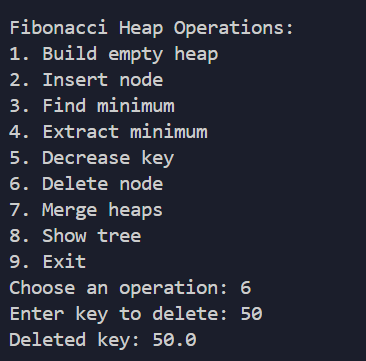 Fibonacci Heap Operations:
1. Build empty heap
2. Insert node
3. Find minimum
4. Extract minimum
5. Decrease key
6. Delete node
7. Merge heaps
8. Show tree
9. Exit
Choose an operation: 6
Enter key to delete: 50
Deleted key: 50.0